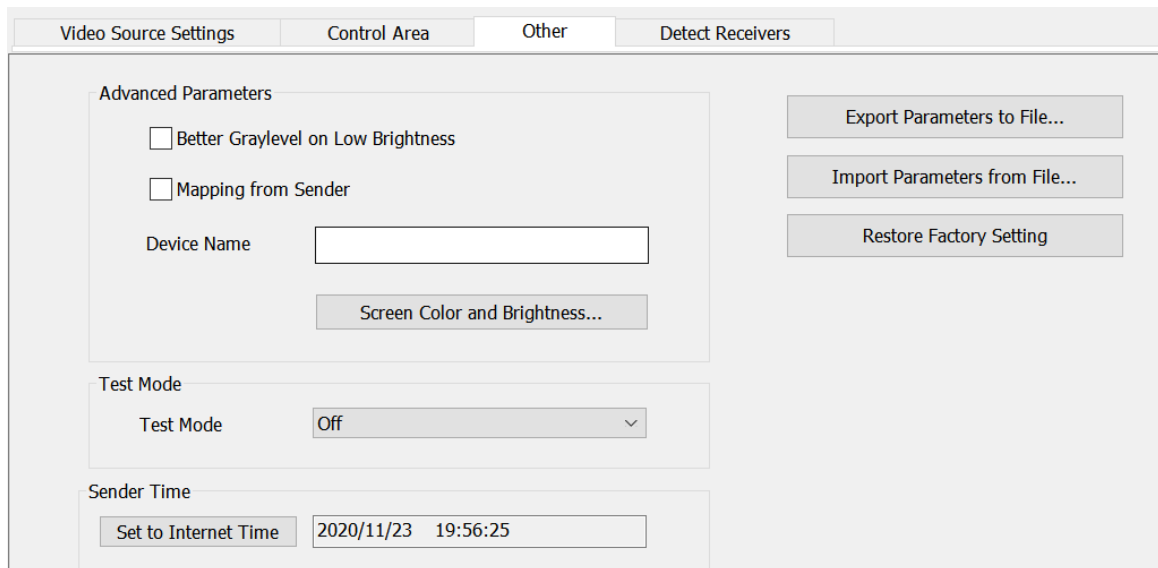 Video Source Settings
Control Area
Other
Detect Receivers
Advanced Parameters
Better Graylevel on Low Brightness
Mapping from Sender
Device Name
Screen Color and Brightness...
Export Parameters to File...
Import Parameters from File...
Restore Factory Setting
Test Mode
Test Mode
Off
Sender Time
Set to Internet Time
2020/11/23 19:56:25